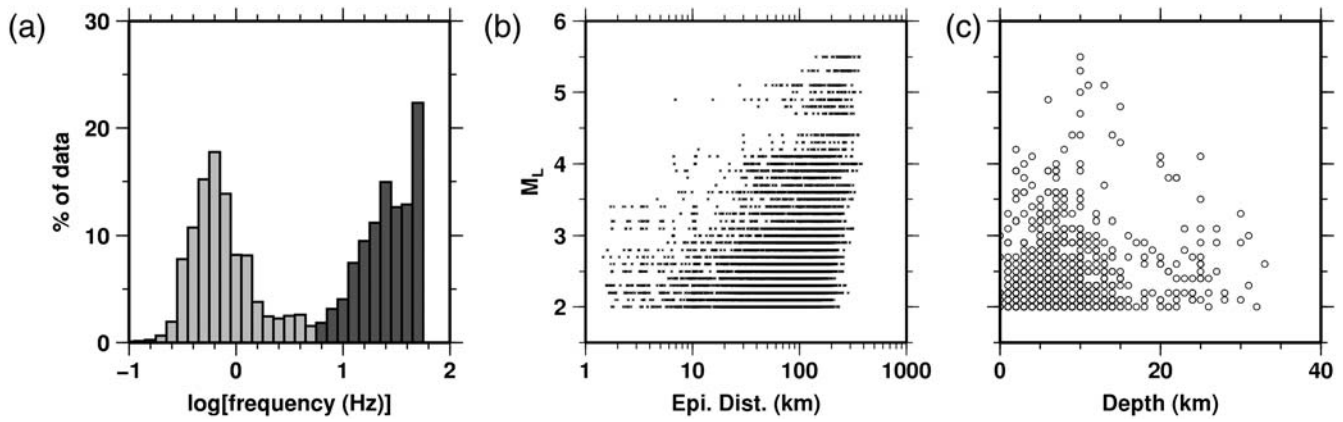 (a)
30
20
10
0
% of data
−1 0 1 2
log[frequency (Hz)]
(b)
6
5
4
3
2
M_L
1 10 100 1000
Epi. Dist. (km)
(c)
0 20 40
Depth (km)